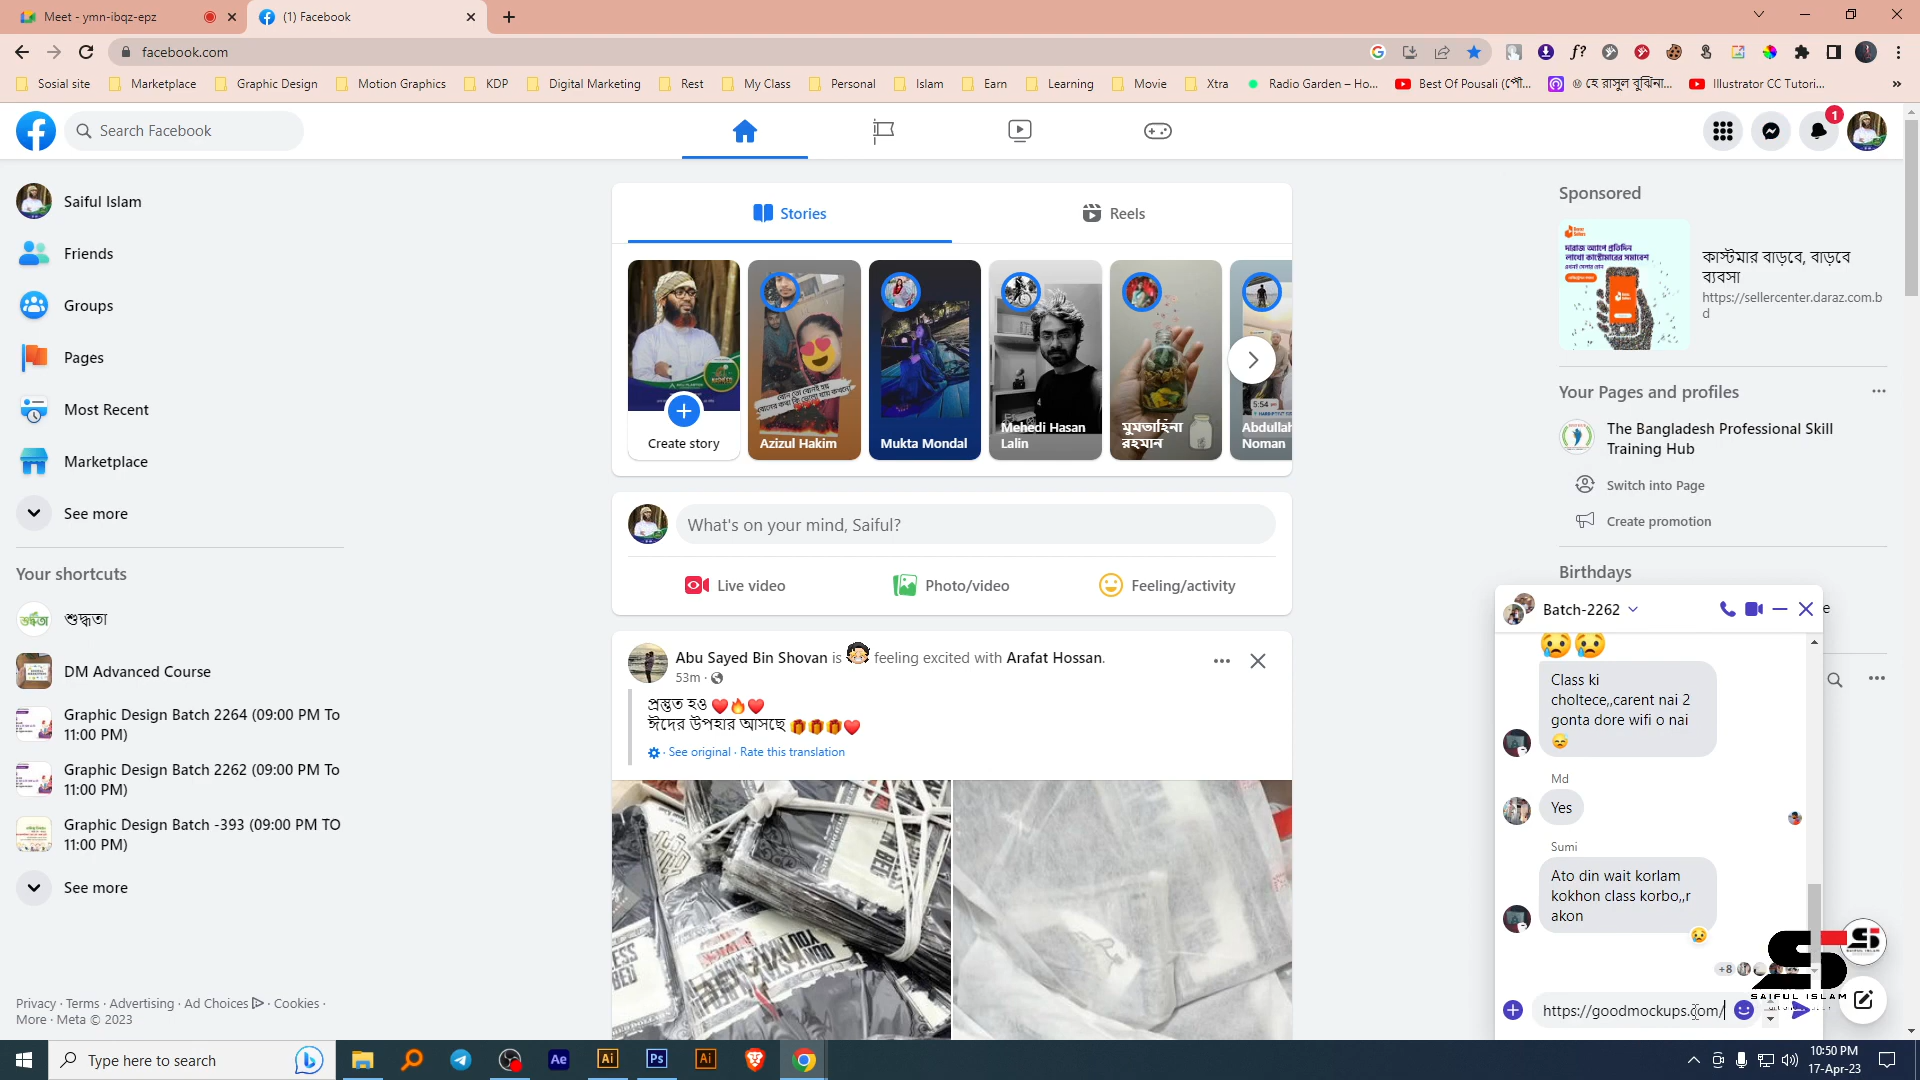 Meet - ymn-ibqz-epz
(1) Facebook
facebook.com
Sosial site
Marketplace
Graphic Design
Motion Graphics
KDP
Digital Marketing
Rest
My Class
Personal
Islam
Earn
Learning
Movie
Xtra
Radio Garden – Ho...
Best Of Pousali (পৌ...
হে রাসুল বুঝিনা...
Illustrator CC Tutori...
Search Facebook
1
Saiful Islam
Friends
Groups
Pages
Most Recent
Marketplace
See more
Your shortcuts
শুদ্ধতা
DM Advanced Course
Graphic Design Batch 2264 (09:00 PM To
11:00 PM)
Graphic Design Batch 2262 (09:00 PM To
11:00 PM)
Graphic Design Batch -393 (09:00 PM TO
11:00 PM)
See more
Privacy · Terms · Advertising · Ad Choices · Cookies ·
More · Meta © 2023
Stories
Reels
Create story
Azizul Hakim
Mukta Mondal
Mehedi Hasan
Lalin
মুমতাহিনা
রহমান
5:54
Abdullah
Noman
What's on your mind, Saiful?
Live video
Photo/video
Feeling/activity
Abu Sayed Bin Shovan is feeling excited with Arafat Hossan.
53m ·
প্রস্তুত হও ❤️🔥❤️
ঈদের উপহার আসছে 🎁🎁🎁❤️
· See original · Rate this translation
Sponsored
দারাজ অ্যাপে প্রতিদিন
লাখো কাস্টোমারের সমাবেশ
কাস্টমার বাড়বে, বাড়বে
ব্যবসা
https://sellercenter.daraz.com.b
d
Your Pages and profiles
The Bangladesh Professional Skill
Training Hub
Switch into Page
Create promotion
Birthdays
Batch-2262
😢😢
Class ki
choltece,,carent nai 2
gonta dore wifi o nai
😞
Md
Yes
Sumi
Ato din wait korlam
kokhon class korbo,,r
akon
+8
https://goodmockups.com/
SAIFUL ISLAM
Type here to search
10:50 PM
17-Apr-23